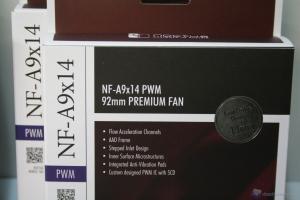 NF-A9x14
PWM
NF-A9x14
PWM
NF-A9x14 PWM
92mm PREMIUM FAN
• Flow Acceleration Channels
• AAO Frame
• Stepped Inlet Design
• Inner Surface Microstructures
• Integrated Anti-Vibration Pads
• Custom designed PWM IC with SCD